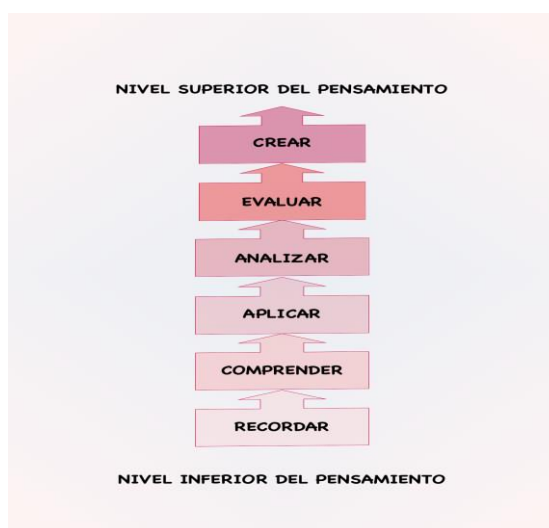 NIVEL SUPERIOR DEL PENSAMIENTO
CREAR
EVALUAR
ANALIZAR
APLICAR
COMPRENDER
RECORDAR
NIVEL INFERIOR DEL PENSAMIENTO